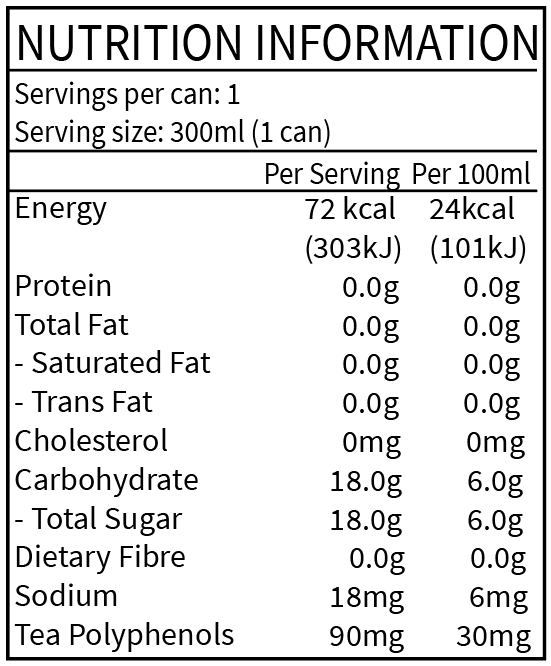 NUTRITION INFORMATION
Servings per can: 1
Serving size: 300ml (1 can)
Per Serving Per 100ml
Energy 72 kcal 24kcal
(303kJ) (101kJ)
Protein 0.0g 0.0g
Total Fat 0.0g 0.0g
- Saturated Fat 0.0g 0.0g
- Trans Fat 0.0g 0.0g
Cholesterol 0mg 0mg
Carbohydrate 18.0g 6.0g
- Total Sugar 18.0g 6.0g
Dietary Fibre 0.0g 0.0g
Sodium 18mg 6mg
Tea Polyphenols 90mg 30mg